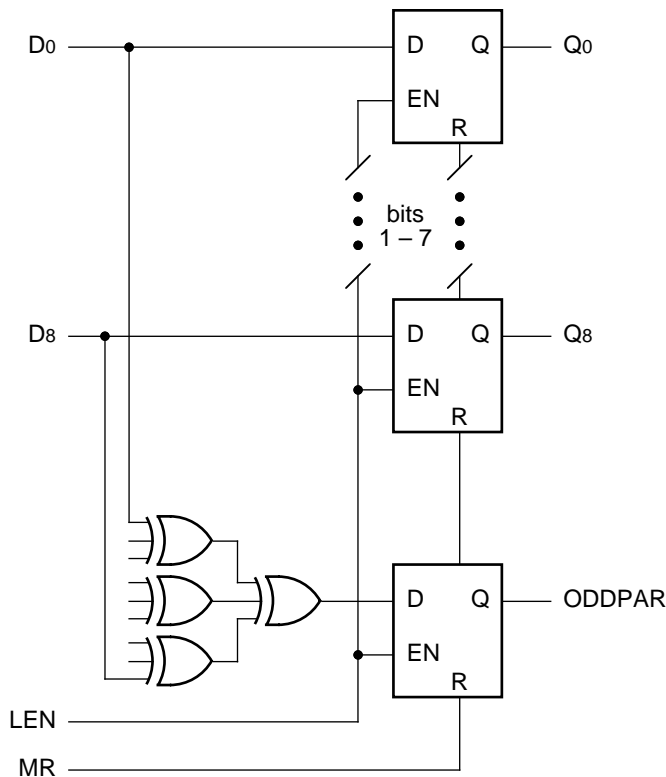 D0
D
Q
Q0
EN
R
bits
1 – 7
D8
D
Q
Q8
EN
R
D
Q
ODDPAR
EN
R
LEN
MR